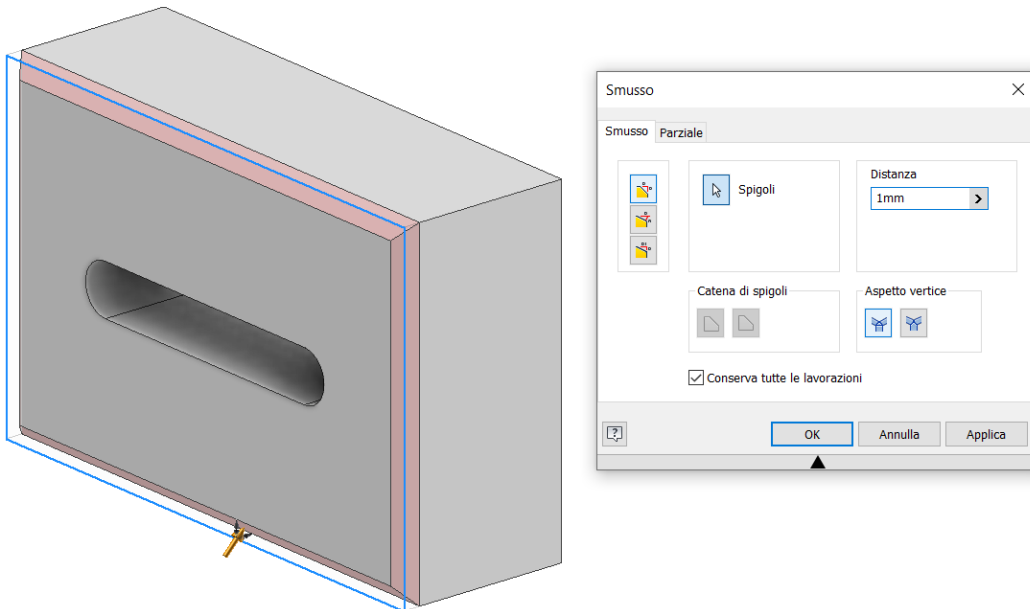 Smusso
Smusso Parziale
Spigoli
Distanza
1mm
Catena di spigoli
Aspetto vertice
Conserva tutte le lavorazioni
OK Annulla Applica